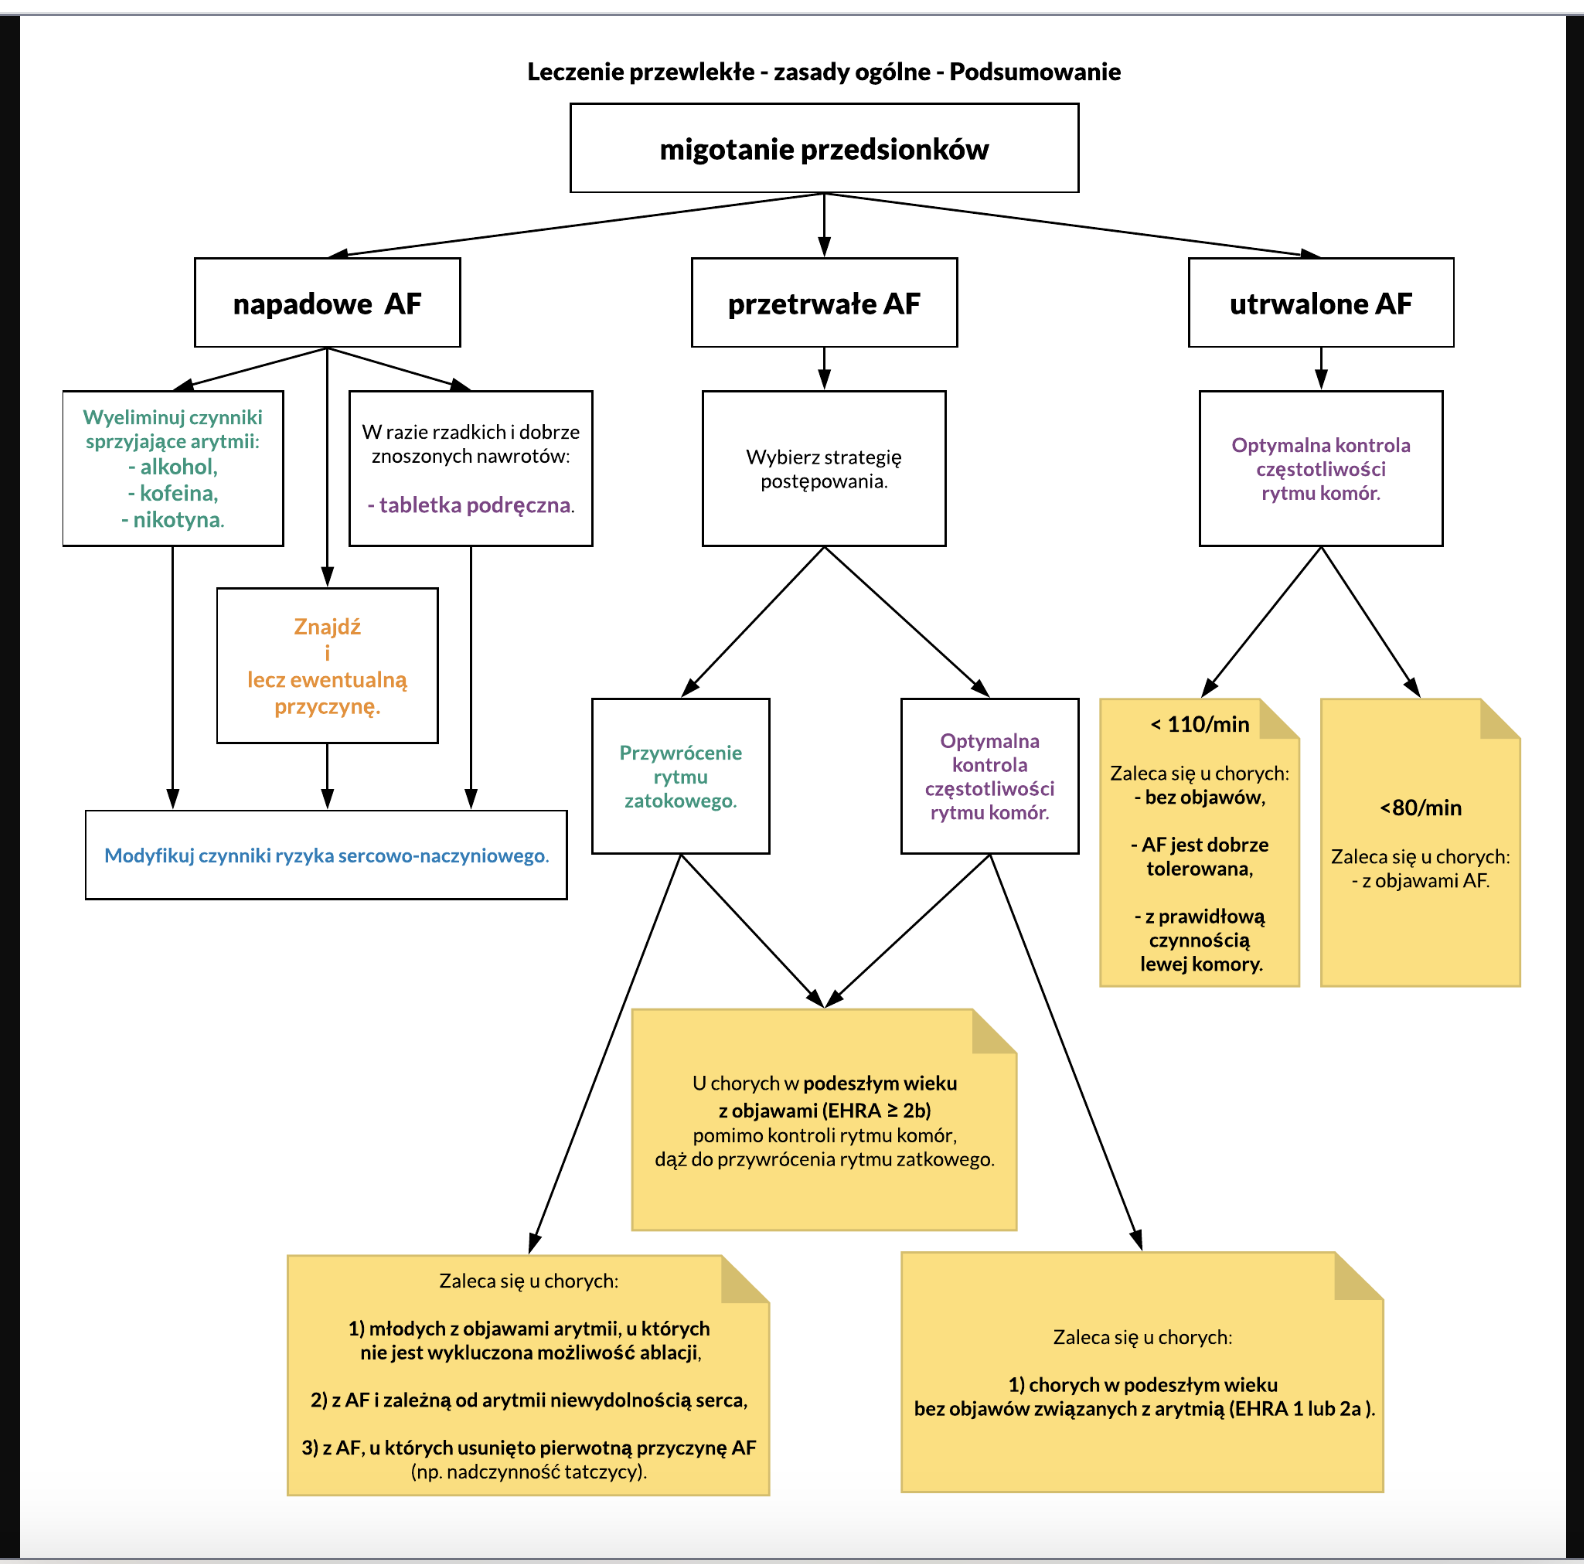 Leczenie przewlekłe - zasady ogólne - Podsumowanie
migotanie przedsionków
napadowe AF
przetrwałe AF
utrwalone AF
Wyeliminuj czynniki
sprzyjające arytmii:
- alkohol,
- kofeina,
- nikotyna.
W razie rzadkich i dobrze
znoszonych nawrotów:
- tabletka podręczna.
Wybierz strategię
postępowania.
Optymalna kontrola
częstotliwości
rytmu komór.
Znajdź
i
lecz ewentualną
przyczynę.
Modyfikuj czynniki ryzyka sercowo-naczyniowego.
Przywrócenie
rytmu
zatokowego.
Optymalna
kontrola
częstotliwości
rytmu komór.
< 110/min
Zaleca się u chorych:
- bez objawów,
- AF jest dobrze
tolerowana,
- z prawidłową
czynnością
lewej komory.
<80/min
Zaleca się u chorych:
- z objawami AF.
U chorych w podeszłym wieku
z objawami (EHRA ≥ 2b)
pomimo kontroli rytmu komór,
dąż do przywrócenia rytmu zatkowego.
Zaleca się u chorych:
1) młodych z objawami arytmii, u których
nie jest wykluczona możliwość ablacji,
2) z AF i zależną od arytmii niewydolnością serca,
3) z AF, u których usunięto pierwotną przyczynę AF
(np. nadczynność tatczycy).
Zaleca się u chorych:
1) chorych w podeszłym wieku
bez objawów związanych z arytmią (EHRA 1 lub 2a ).